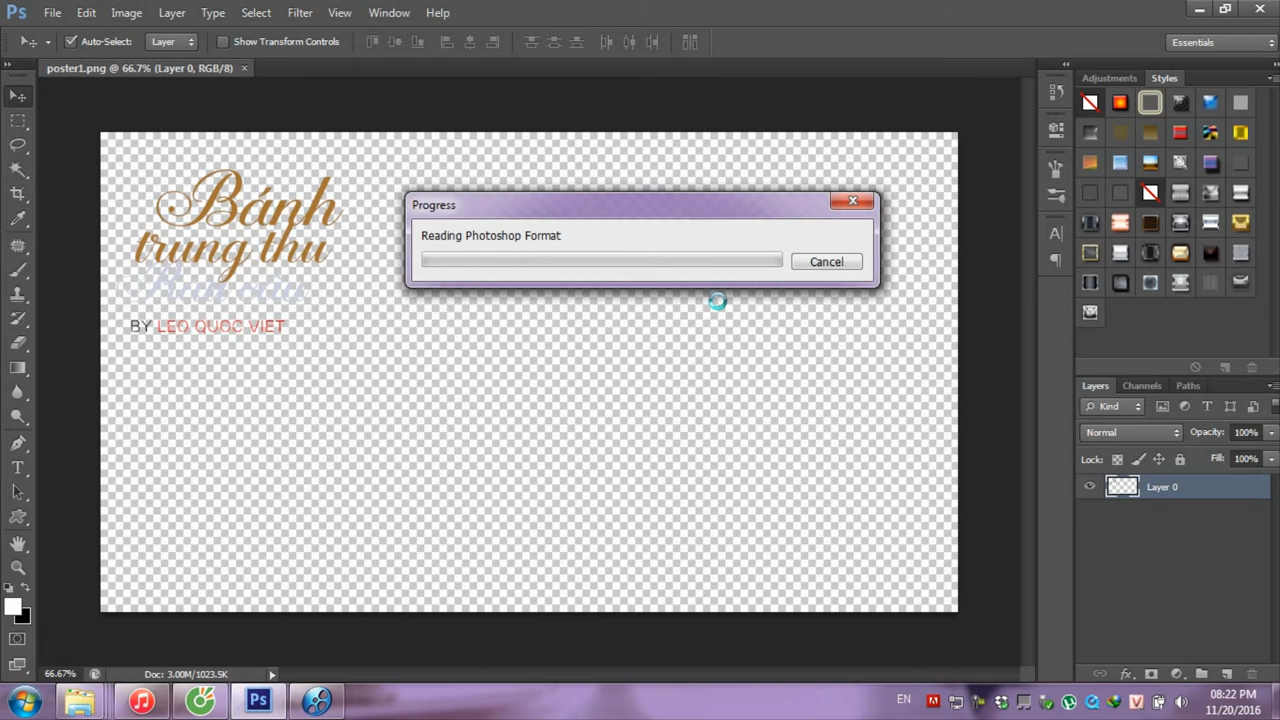 Ps File Edit Image Layer Type Select Filter View Window Help
Auto-Select: Layer Show Transform Controls Essentials
poster1.png @ 66.7% (Layer 0, RGB/8)
Adjustments Styles
Bánh
trung thu
BY LEO QUOC VIET
Progress
Reading Photoshop Format
Cancel
Layers Channels Paths
Kind
Normal Opacity: 100%
Lock: Fill: 100%
Layer 0
66.67% Doc: 3.00M/1023.5K
Ps EN 08:22 PM
11/20/2016